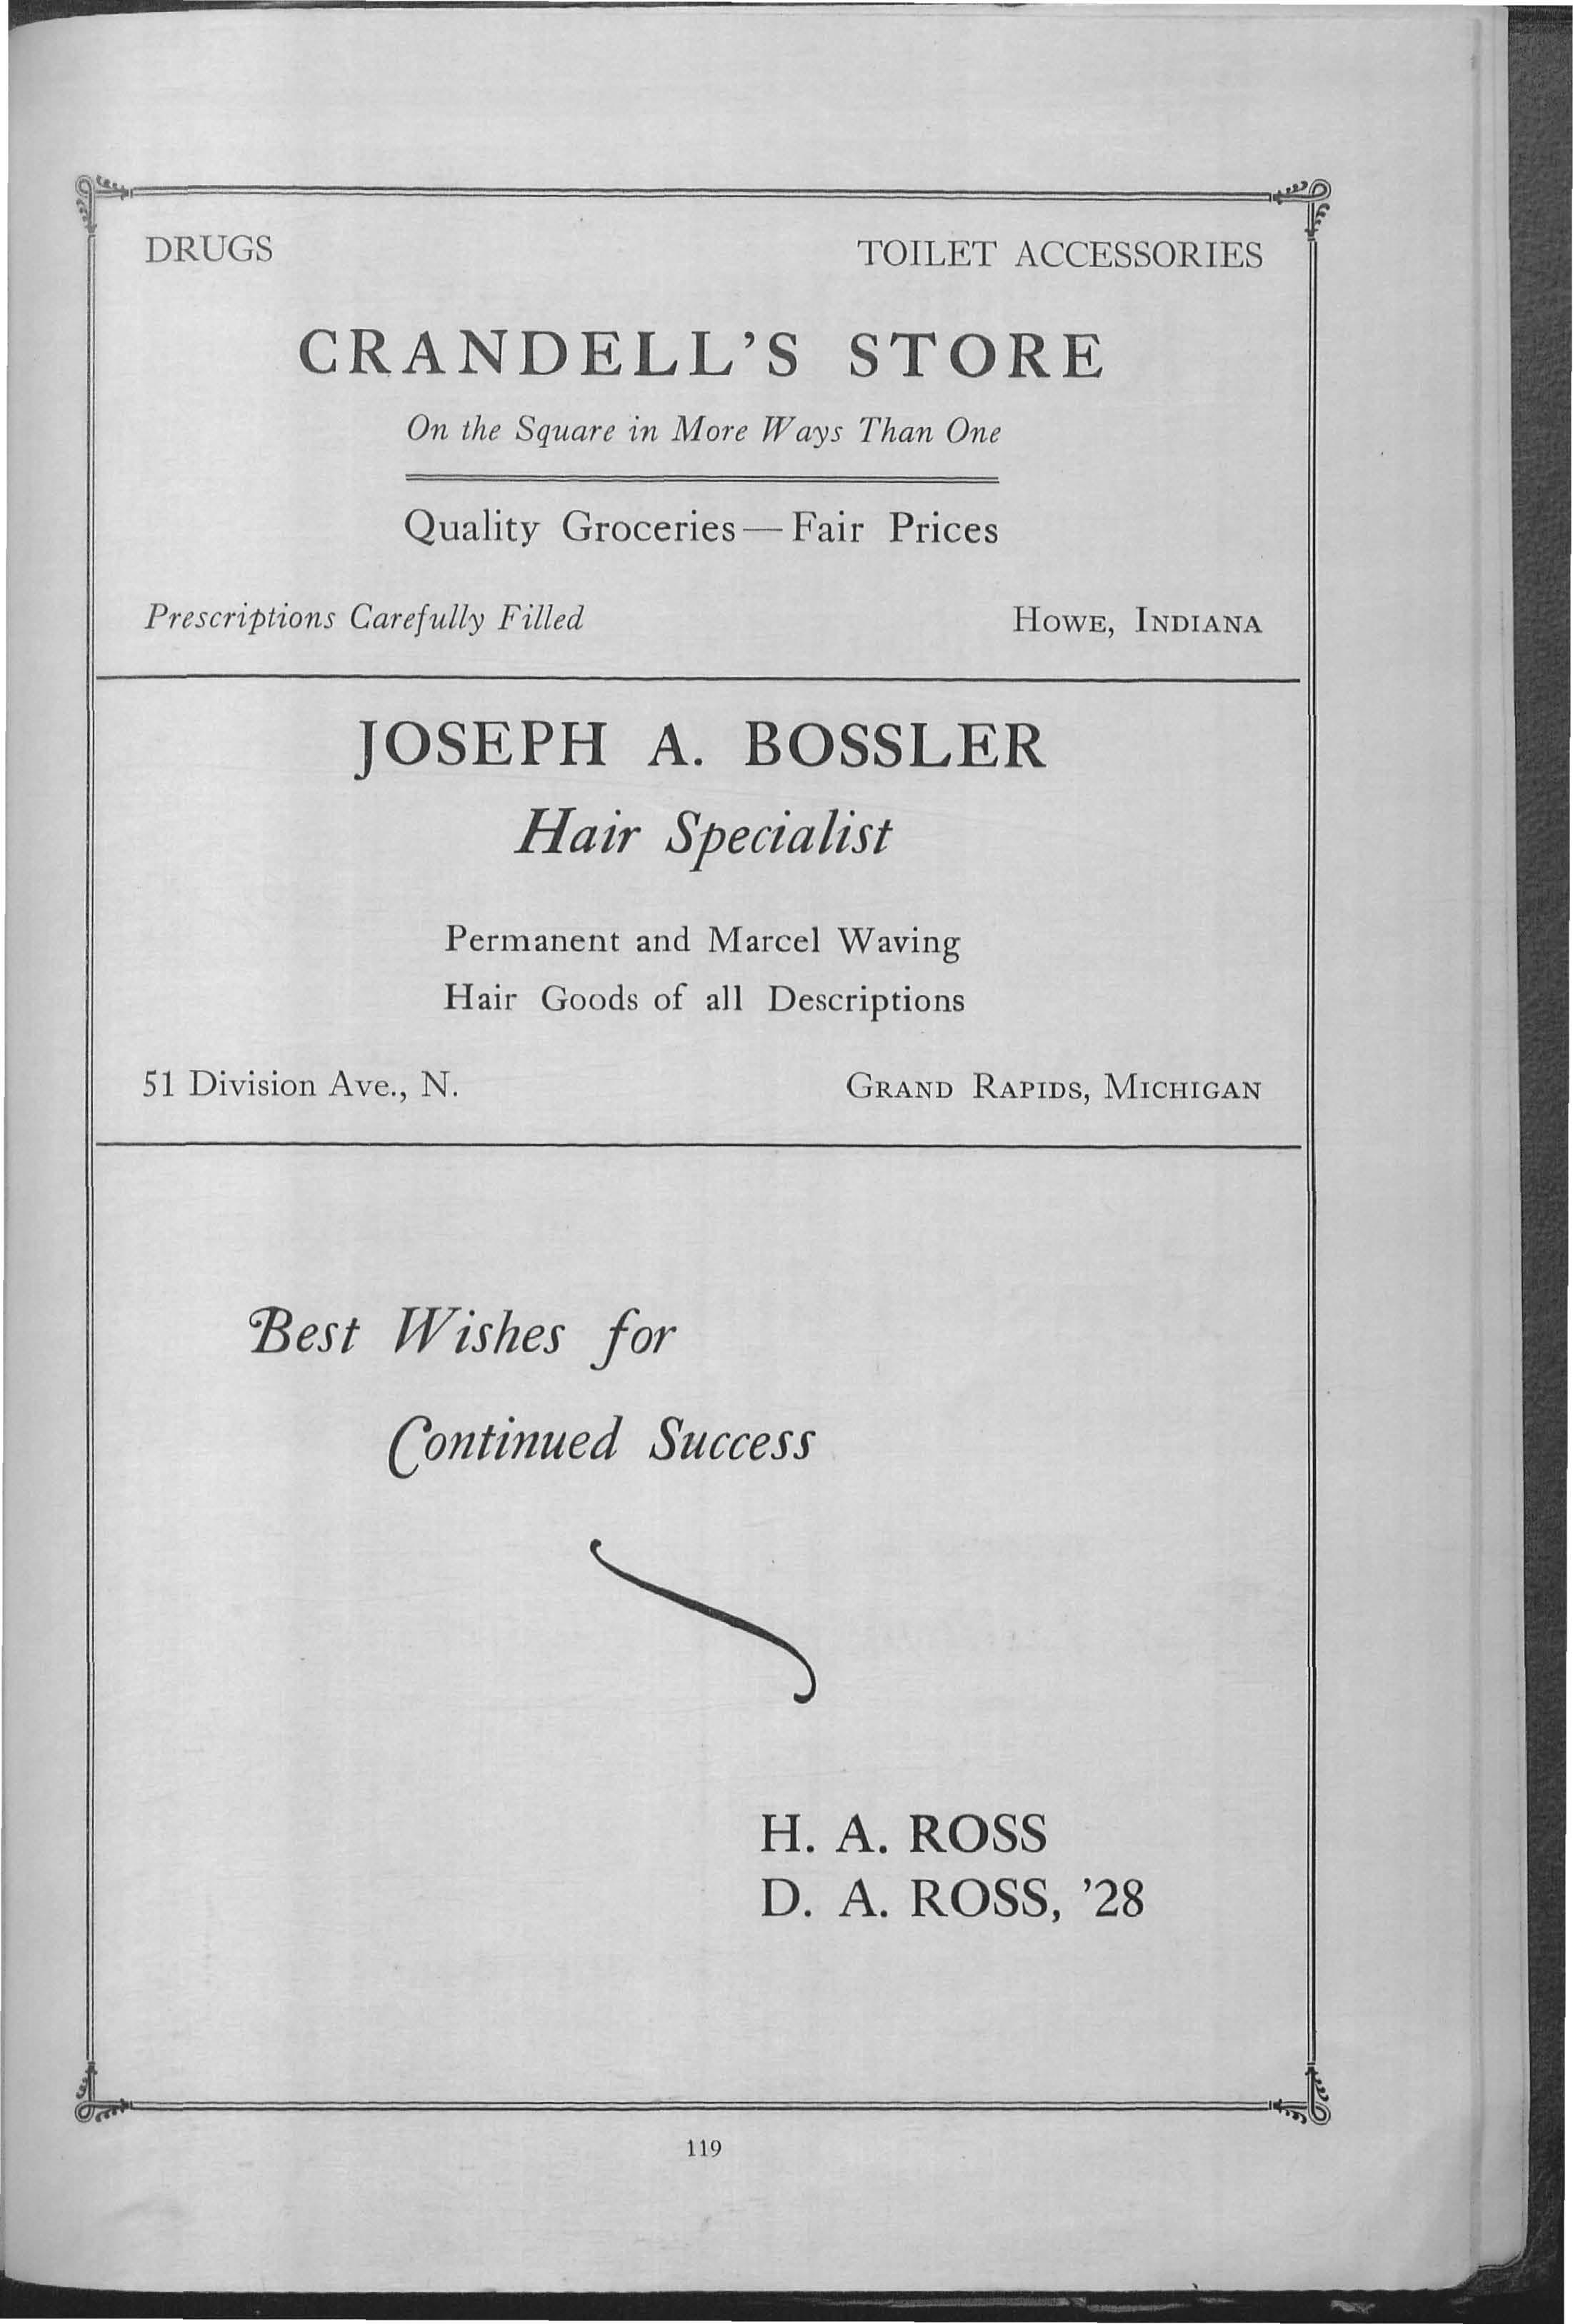 DRUGS TOILET ACCESSORIES
CRANDELL'S STORE
On the Square in More Ways Than One
Quality Groceries—Fair Prices
Prescriptions Carefully Filled HOWE, INDIANA
JOSEPH A. BOSSLER
Hair Specialist
Permanent and Marcel Waving
Hair Goods of all Descriptions
51 Division Ave., N. GRAND RAPIDS, MICHIGAN
Best Wishes for
Continued Success
H. A. ROSS
D. A. ROSS, '28
119